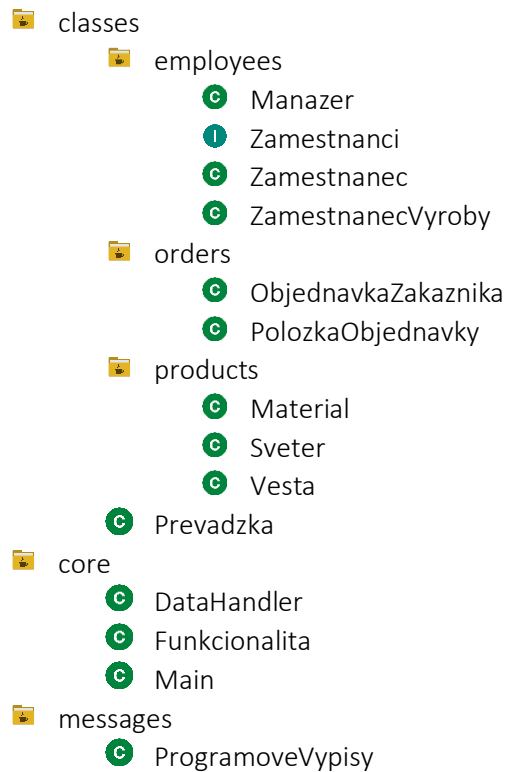 classes
employees
C Manazer
I Zamestnanci
C Zamestnanec
C ZamestnanecVyroby
orders
C ObjednavkaZakaznika
C PolozkaObjednavky
products
C Material
C Sveter
C Vesta
C Prevadzka
core
C DataHandler
C Funkcionalita
C Main
messages
C ProgramoveVypisy